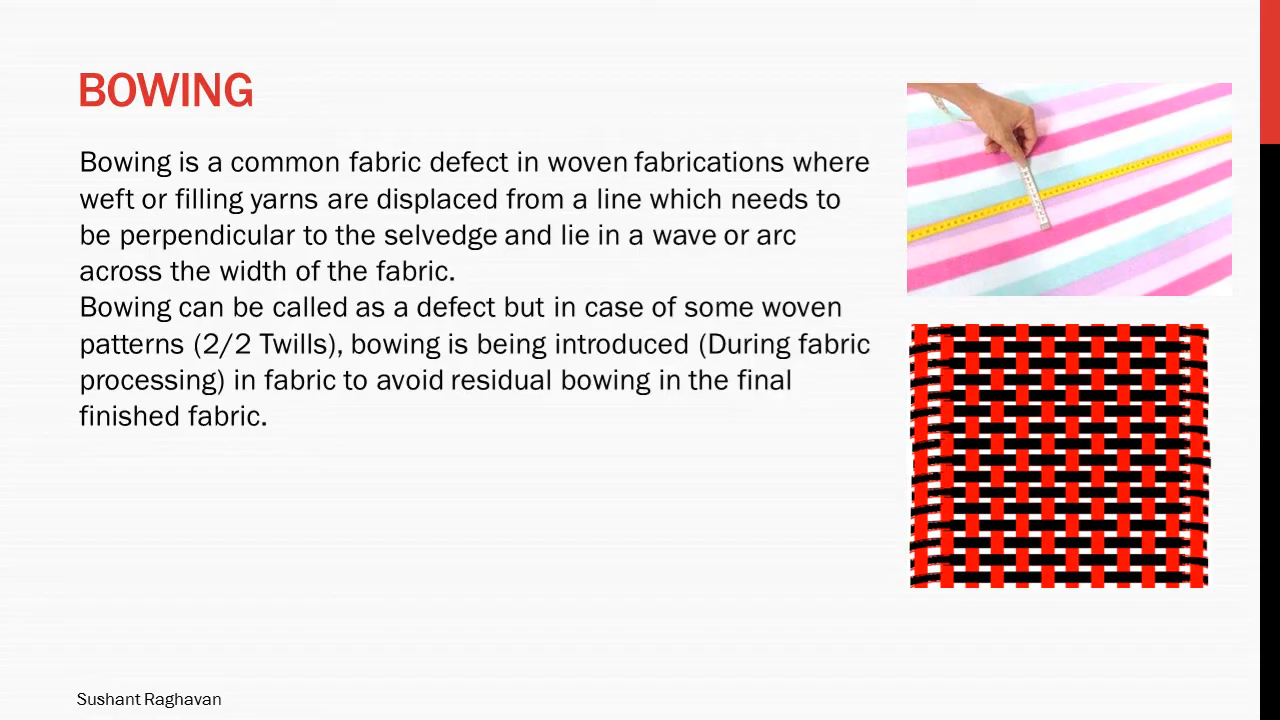 BOWING
Bowing is a common fabric defect in woven fabrications where
weft or filling yarns are displaced from a line which needs to
be perpendicular to the selvedge and lie in a wave or arc
across the width of the fabric.
Bowing can be called as a defect but in case of some woven
patterns (2/2 Twills), bowing is being introduced (During fabric
processing) in fabric to avoid residual bowing in the final
finished fabric.
Sushant Raghavan